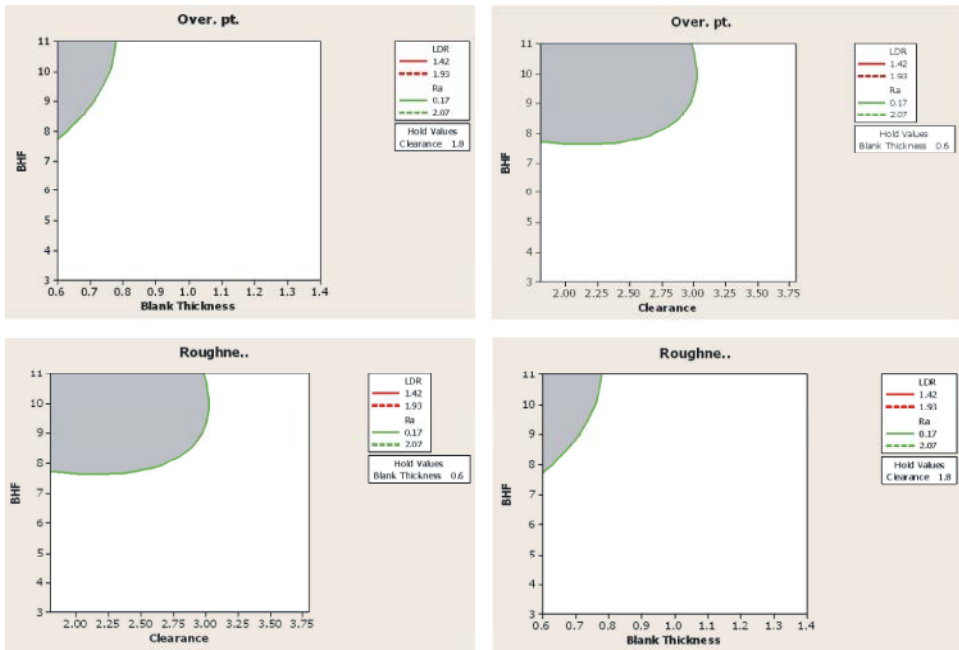 Over. pt.
11
10
9
8
7
6
5
4
3
BHF
0.6 0.7 0.8 0.9 1.0 1.1 1.2 1.3 1.4
Blank Thickness
LDR
1.42
1.93
Ra
0.17
2.07
Hold Values
Clearance 1.8
Over. pt.
11
10
9
8
7
6
5
4
3
BHF
2.00 2.25 2.50 2.75 3.00 3.25 3.50 3.75
Clearance
LDR
1.42
1.93
Ra
0.17
2.07
Hold Values
Blank Thickness 0.6
Roughne..
11
10
9
8
7
6
5
4
3
BHF
2.00 2.25 2.50 2.75 3.00 3.25 3.50 3.75
Clearance
LDR
1.42
1.93
Ra
0.17
2.07
Hold Values
Blank Thickness 0.6
Roughne..
11
10
9
8
7
6
5
4
3
BHF
0.6 0.7 0.8 0.9 1.0 1.1 1.2 1.3 1.4
Blank Thickness
LDR
1.42
1.93
Ra
0.17
2.07
Hold Values
Clearance 1.8